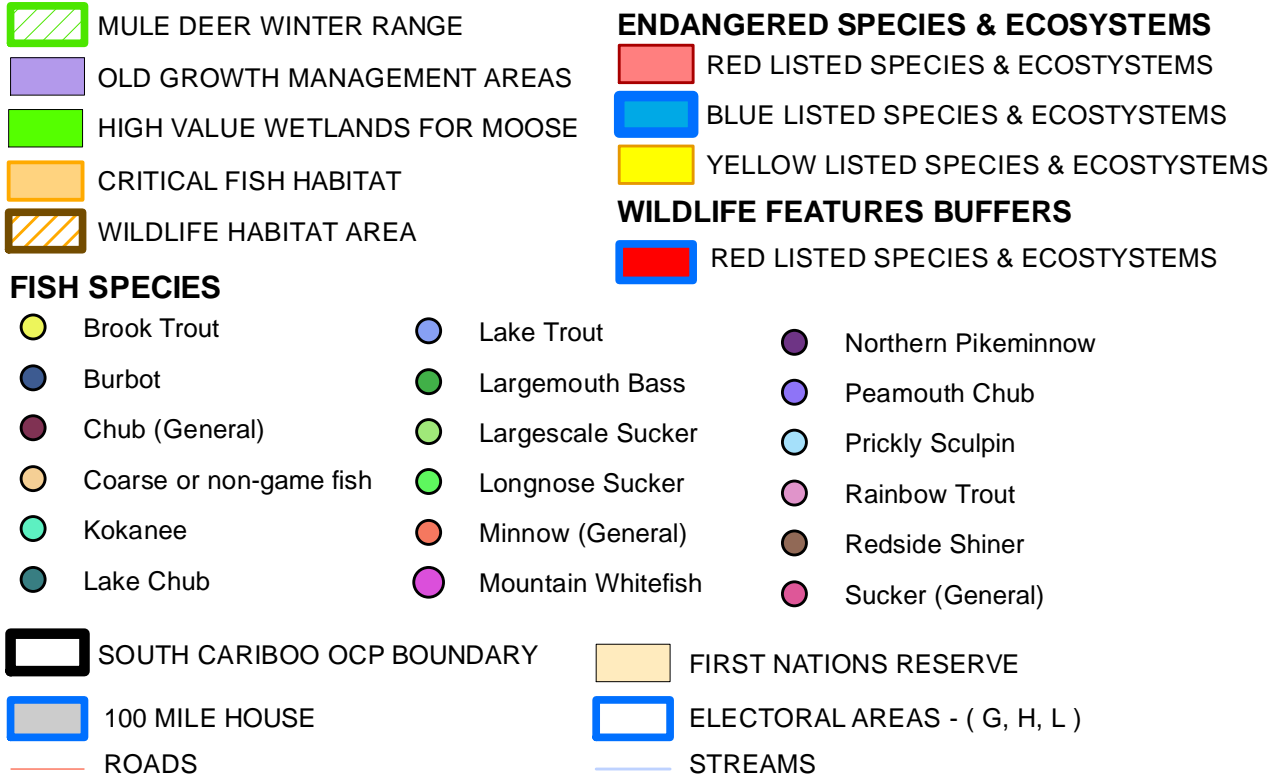 MULE DEER WINTER RANGE
OLD GROWTH MANAGEMENT AREAS
HIGH VALUE WETLANDS FOR MOOSE
CRITICAL FISH HABITAT
WILDLIFE HABITAT AREA
ENDANGERED SPECIES & ECOSYSTEMS
RED LISTED SPECIES & ECOSTYSTEMS
BLUE LISTED SPECIES & ECOSTYSTEMS
YELLOW LISTED SPECIES & ECOSTYSTEMS
WILDLIFE FEATURES BUFFERS
RED LISTED SPECIES & ECOSTYSTEMS
FISH SPECIES
Brook Trout
Burbot
Chub (General)
Coarse or non-game fish
Kokanee
Lake Chub
Lake Trout
Largemouth Bass
Largescale Sucker
Longnose Sucker
Minnow (General)
Mountain Whitefish
Northern Pikeminnow
Peamouth Chub
Prickly Sculpin
Rainbow Trout
Redside Shiner
Sucker (General)
SOUTH CARIBOO OCP BOUNDARY
100 MILE HOUSE
ROADS
FIRST NATIONS RESERVE
ELECTORAL AREAS - ( G, H, L )
STREAMS